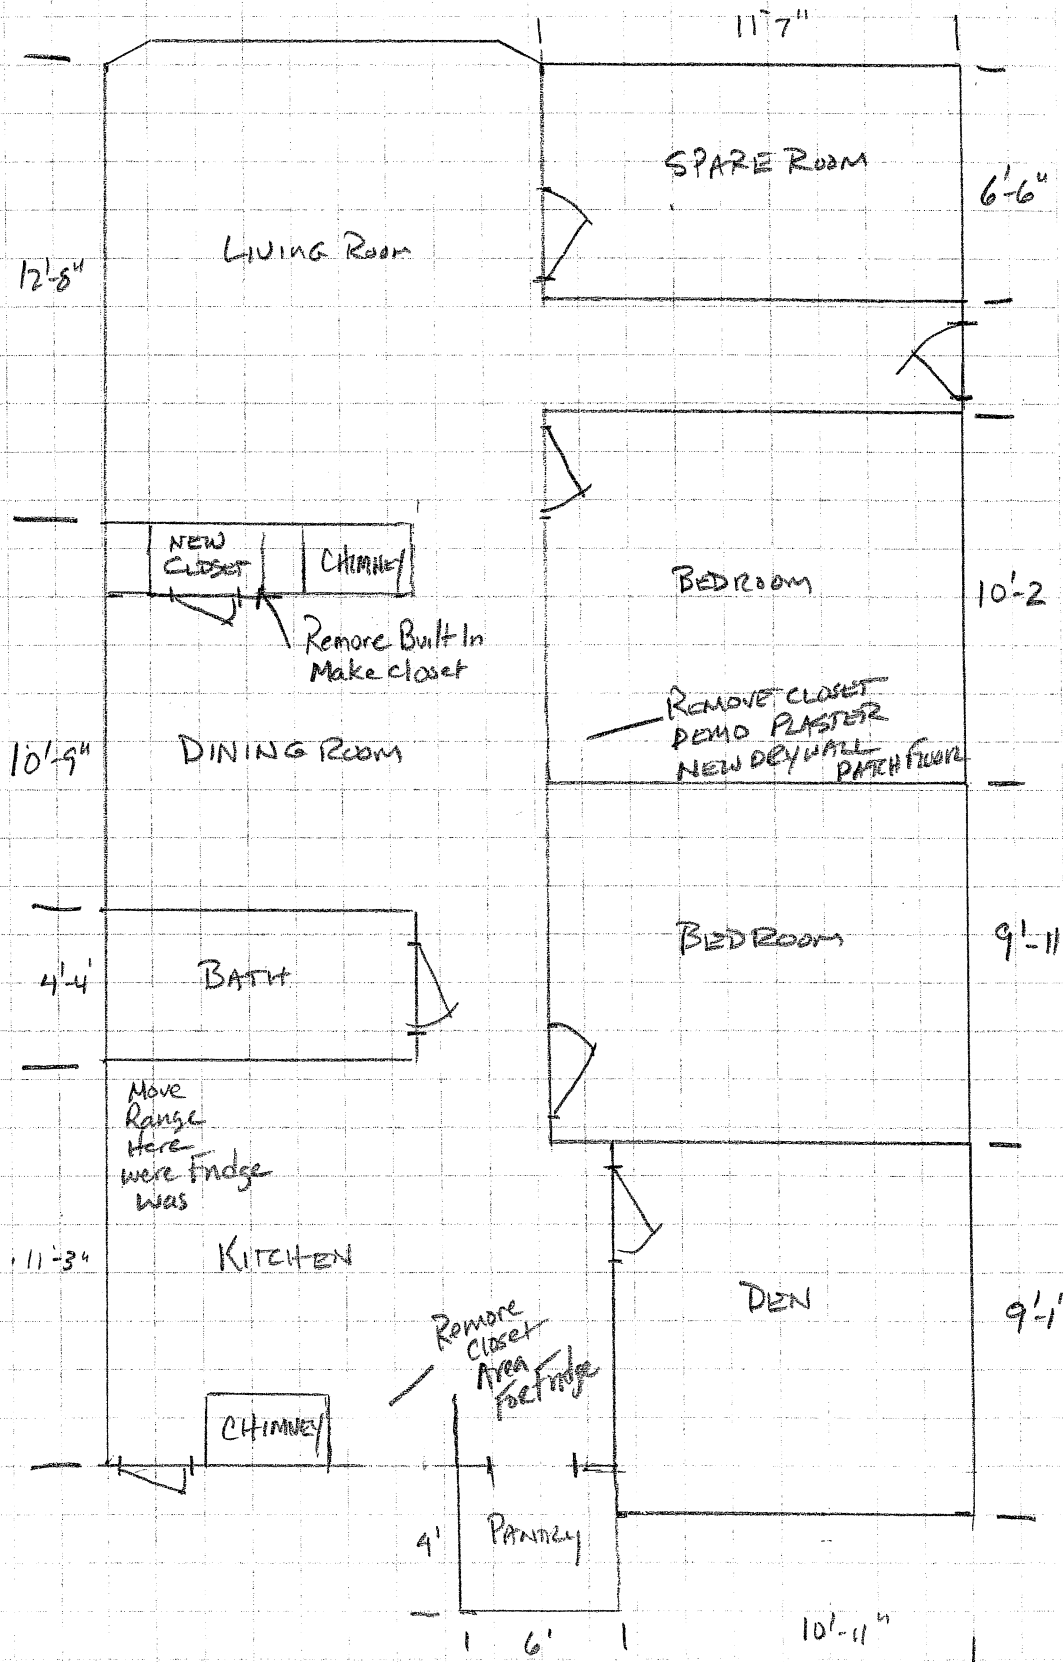 11'7"
SPARE ROOM
6'-6"
LIVING ROOM
12'-8"
NEW
CLOSET
CHIMNEY
BEDROOM
10'-2
Remove Built In
Make closet
REMOVE CLOSET
DEMO PLASTER
NEW DRYWALL
PATCH FLOOR
10'-9"
DINING ROOM
BEDROOM
9'-11
4'-4'
BATH
Move
Range
Here
were Fridge
was
11'-3"
KITCHEN
DEN
9'-1'
Remove
Closet
Area
For Fridge
CHIMNEY
4'
PANTRY
6'
10'-11"